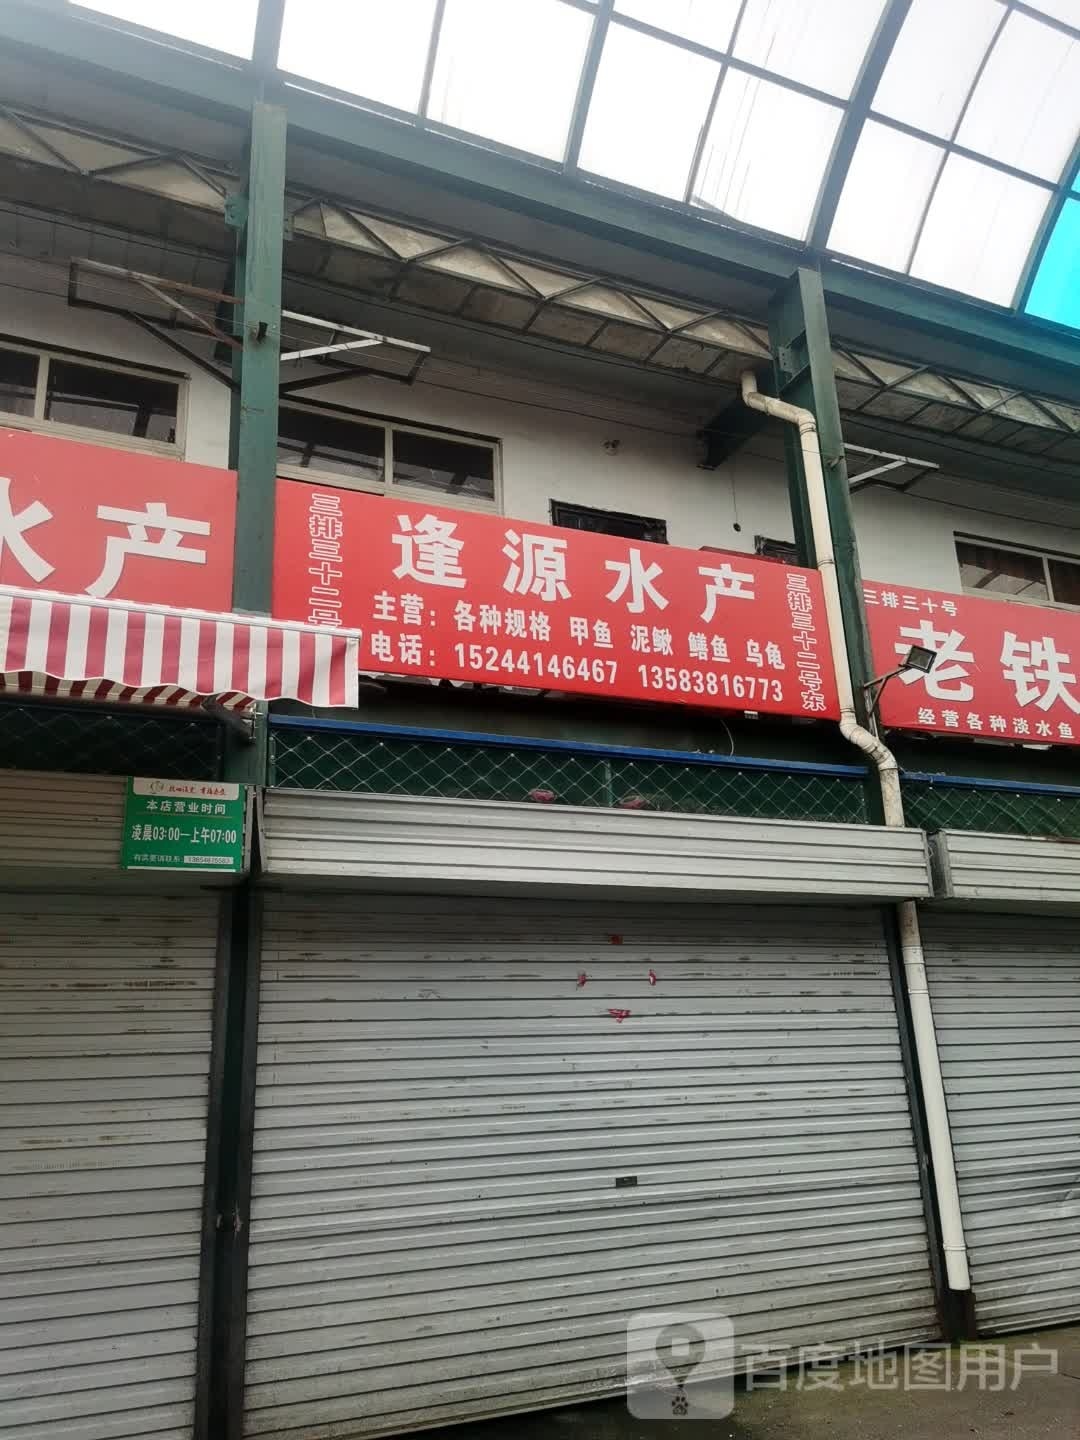 水产
三排三十二号
逢源水产
主营：各种规格 甲鱼 泥鳅 鳝鱼 乌龟
电话：15244146467 13583816773
三排三十二号东
三排三十号
老铁
经营各种淡水鱼
本店营业时间
凌晨03:00—上午07:00
百度地图用户